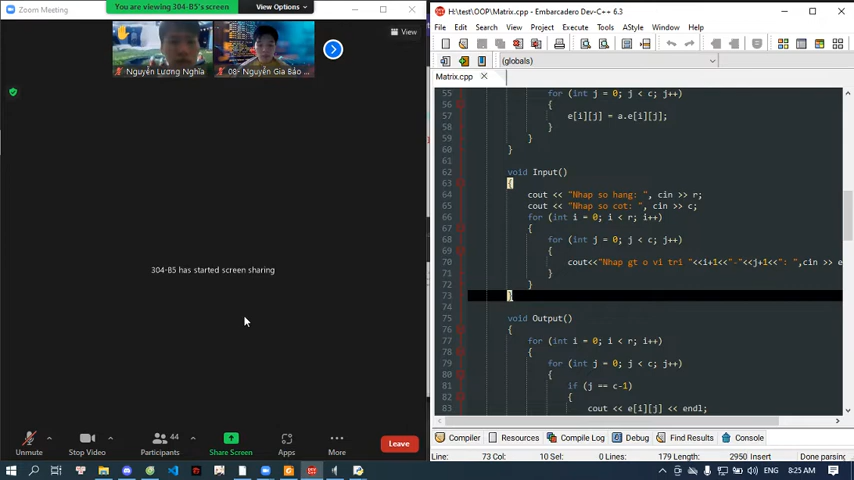 Zoom Meeting
You are viewing 304-B5's screen
View Options
View
Nguyễn Lương Nghĩa
08- Nguyễn Gia Bảo ...
304-B5 has started screen sharing
Unmute
Stop Video
Participants
44
Share Screen
Apps
More
Leave
H:\test\OOP\Matrix.cpp - Embarcadero Dev-C++ 6.3
File Edit Search View Project Execute Tools AStyle Window Help
(globals)
Matrix.cpp
55 for (int j = 0; j < c; j++)
56 {
57 e[i][j] = a.e[i][j];
58 }
59 }
60 }
61
62 void Input()
63 {
64 cout << "Nhap so hang: ", cin >> r;
65 cout << "Nhap so cot: ", cin >> c;
66 for (int i = 0; i < r; i++)
67 {
68 for (int j = 0; j < c; j++)
69 {
70 cout<<"Nhap gt o vi tri "<<i+1<<"-"<<j+1<<": ",cin >> e
71 }
72 }
73 }
74
75 void Output()
76 {
77 for (int i = 0; i < r; i++)
78 {
79 for (int j = 0; j < c; j++)
80 {
81 if (j == c-1)
82 {
83 cout << e[i][j] << endl;
Compiler Resources Compile Log Debug Find Results Console
Line: 73 Col: 10 Sel: 0 Lines: 179 Length: 2950 Insert Done parsing
ENG 8:25 AM